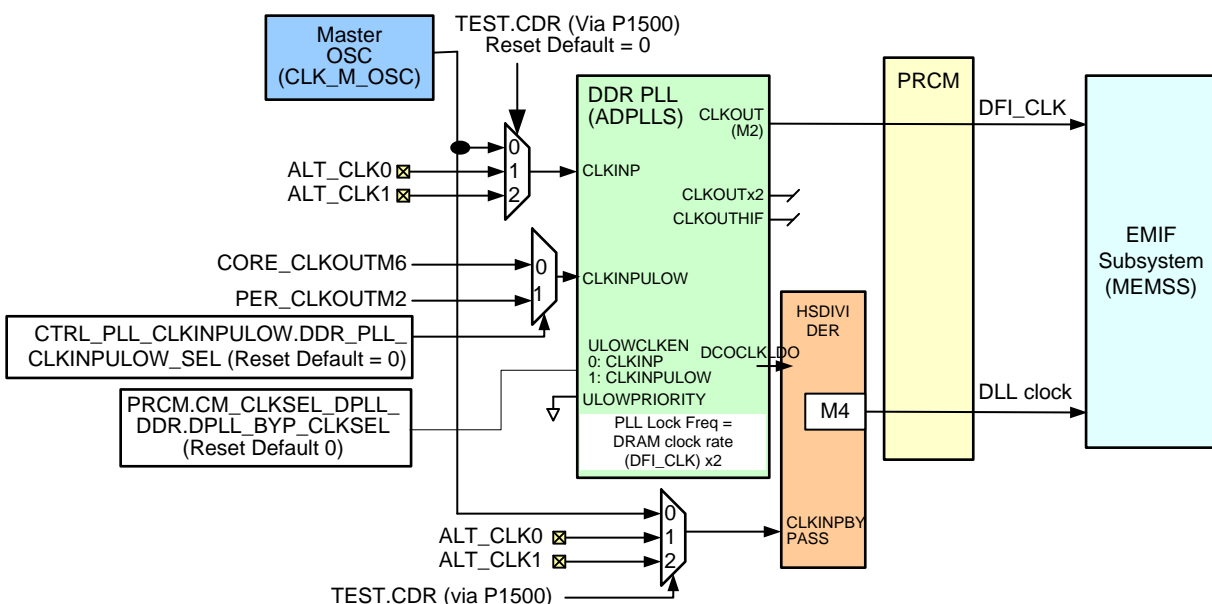 TEST.CDR (Via P1500)
Reset Default = 0
Master
OSC
(CLK_M_OSC)
PRCM
DDR PLL
(ADPLLS)
CLKOUT
(M2)
DFI_CLK
0
1
2
ALT_CLK0
ALT_CLK1
CLKINP
CLKOUTx2
CLKOUTHIF
EMIF
Subsystem
(MEMSS)
CORE_CLKOUTM6
PER_CLKOUTM2
0
1
CLKINPULOW
HSDIVI
DER
CTRL_PLL_CLKINPULOW.DDR_PLL_
CLKINPULOW_SEL (Reset Default = 0)
ULOWCLKEN
0: CLKINP
1: CLKINPULOW
DCOCLKLDO
ULOWPRIORITY
PRCM.CM_CLKSEL_DPLL_
DDR.DPLL_BYP_CLKSEL
(Reset Default 0)
PLL Lock Freq =
DRAM clock rate
(DFI_CLK) x2
M4
DLL clock
0
1
2
ALT_CLK0
ALT_CLK1
CLKINPBY
PASS
TEST.CDR (via P1500)